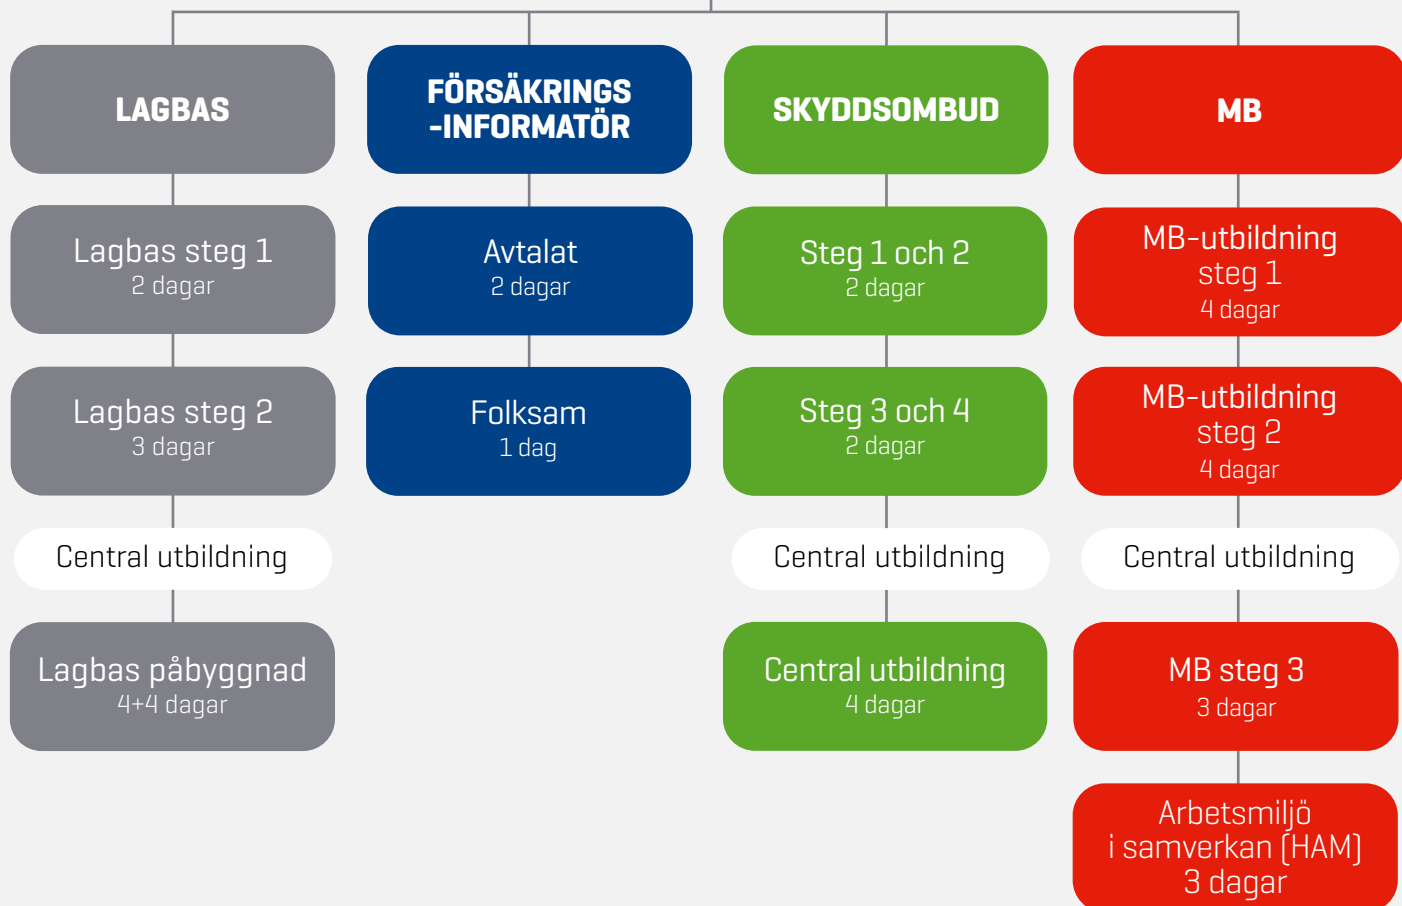 LAGBAS
Lagbas steg 1
2 dagar
Lagbas steg 2
3 dagar
Central utbildning
Lagbas påbyggnad
4+4 dagar
FÖRSÄKRINGS
-INFORMATÖR
Avtalat
2 dagar
Folksam
1 dag
SKYDDSOMBUD
Steg 1 och 2
2 dagar
Steg 3 och 4
2 dagar
Central utbildning
Central utbildning
4 dagar
MB
MB-utbildning
steg 1
4 dagar
MB-utbildning
steg 2
4 dagar
Central utbildning
MB steg 3
3 dagar
Arbetsmiljö
i samverkan (HAM)
3 dagar